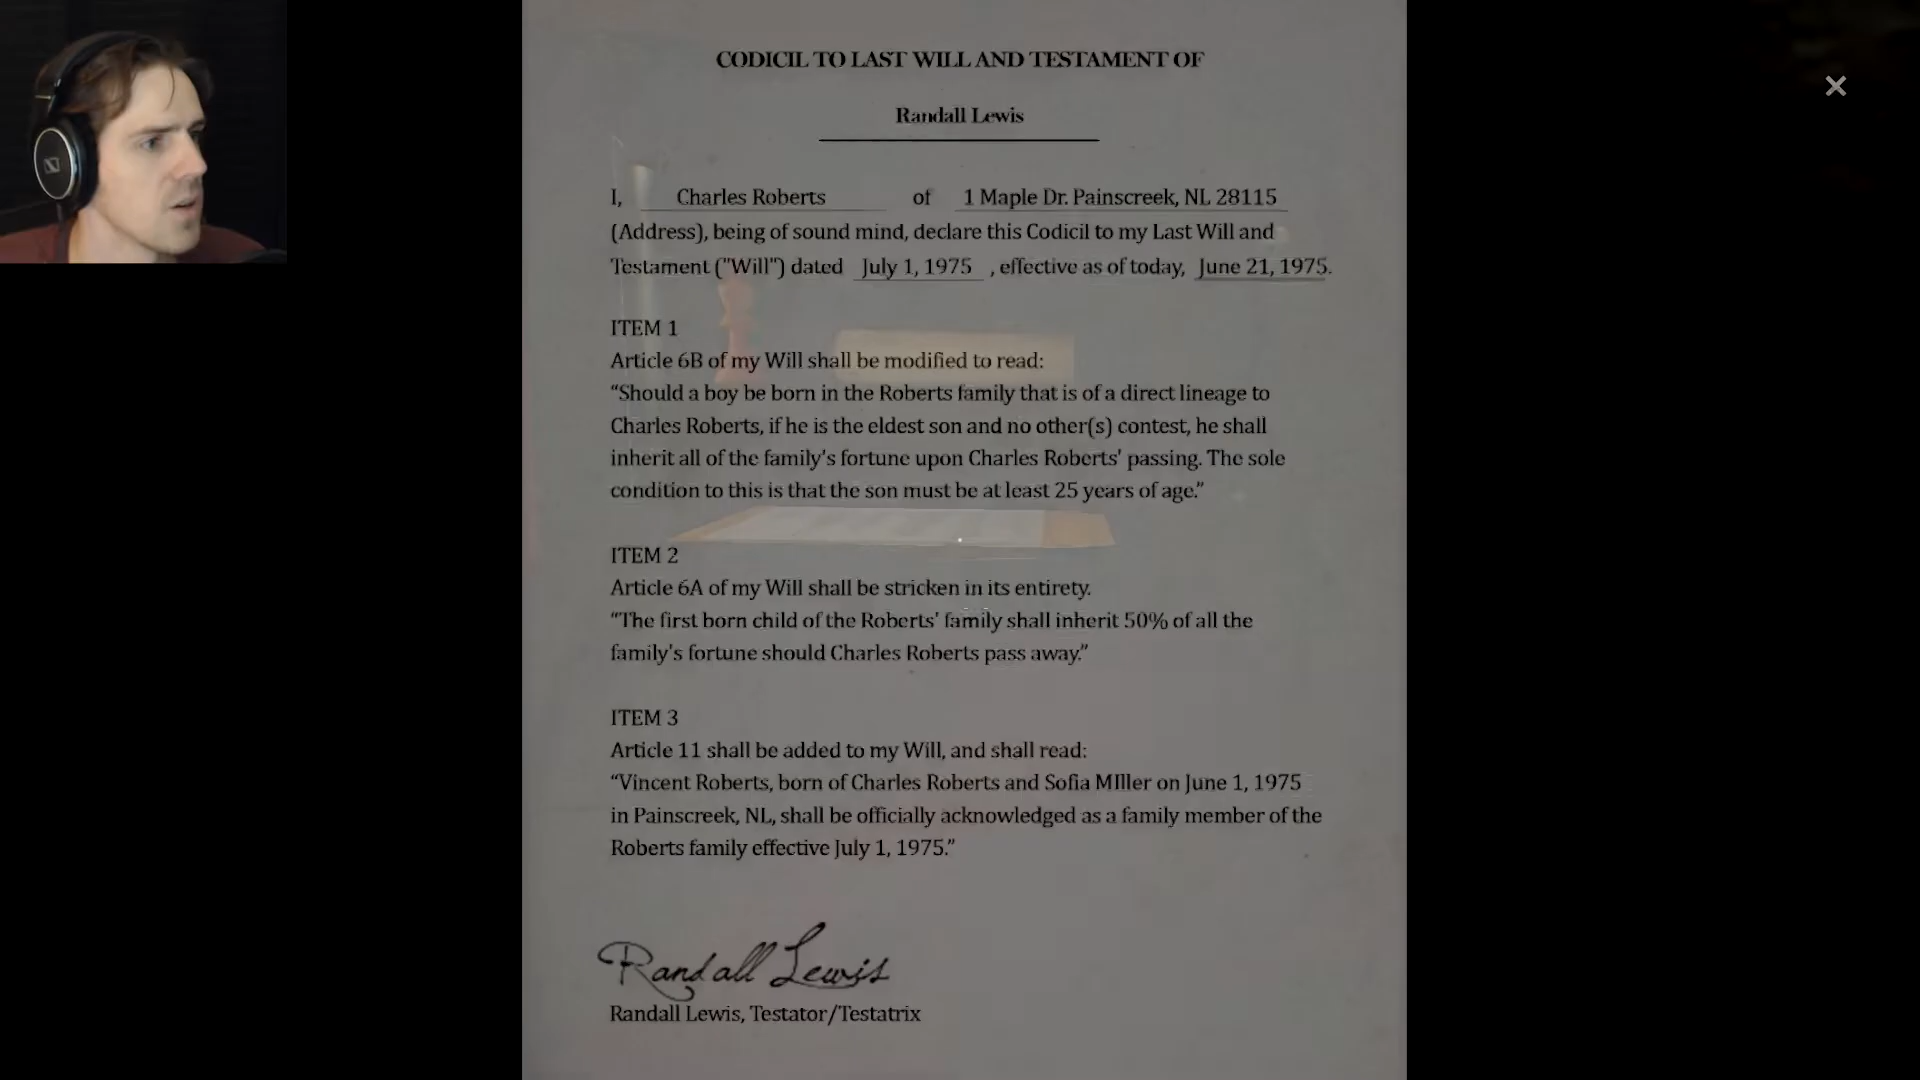 CODICIL TO LAST WILL AND TESTAMENT OF
Randall Lewis
I, Charles Roberts of 1 Maple Dr. Painscreek, NL 28115
(Address), being of sound mind, declare this Codicil to my Last Will and
Testament ("Will") dated July 1, 1975 , effective as of today, June 21, 1975.
ITEM 1
Article 6B of my Will shall be modified to read:
“Should a boy be born in the Roberts family that is of a direct lineage to
Charles Roberts, if he is the eldest son and no other(s) contest, he shall
inherit all of the family's fortune upon Charles Roberts' passing. The sole
condition to this is that the son must be at least 25 years of age.”
ITEM 2
Article 6A of my Will shall be stricken in its entirety.
“The first born child of the Roberts' family shall inherit 50% of all the
family's fortune should Charles Roberts pass away.”
ITEM 3
Article 11 shall be added to my Will, and shall read:
“Vincent Roberts, born of Charles Roberts and Sofia MIller on June 1, 1975
in Painscreek, NL, shall be officially acknowledged as a family member of the
Roberts family effective July 1, 1975.”
Randall Lewis
Randall Lewis, Testator/Testatrix